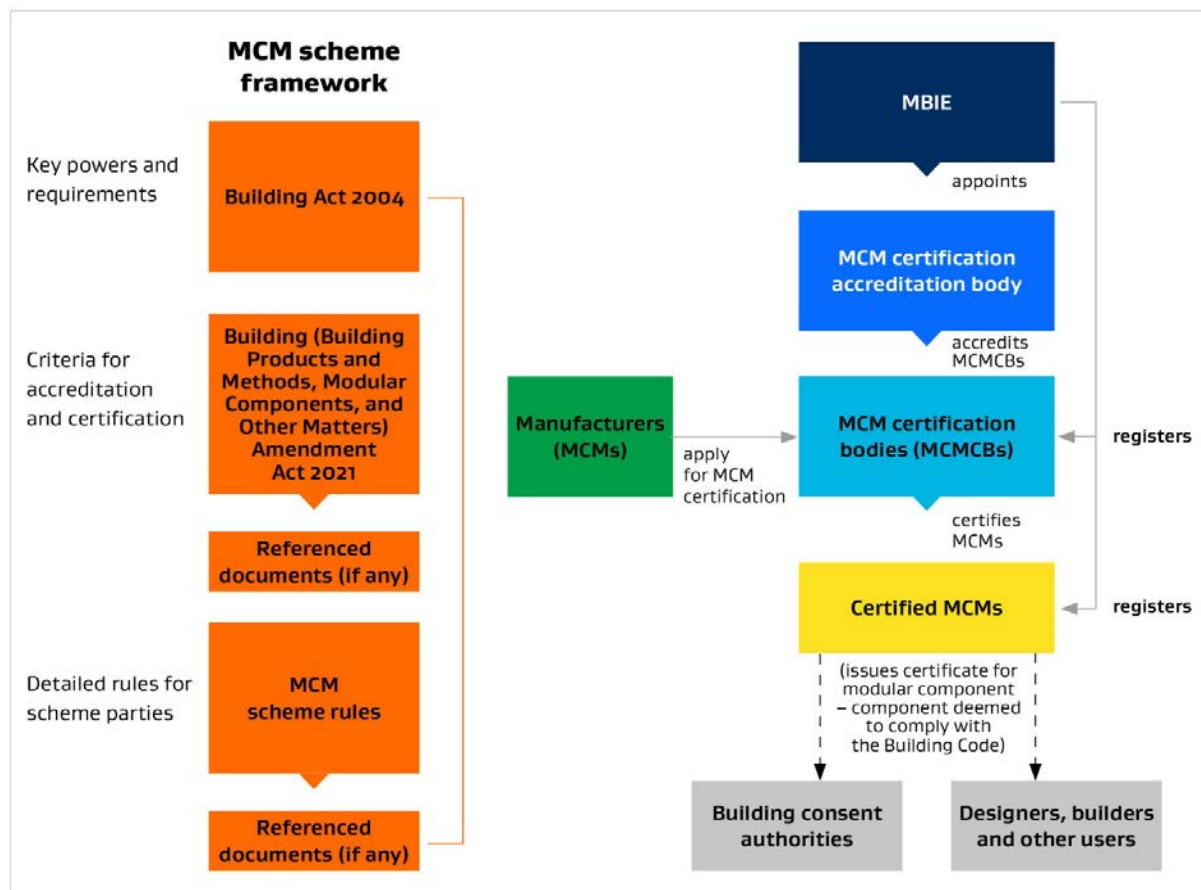 MCM scheme
framework
Key powers and
requirements
Building Act 2004
Criteria for
accreditation
and certification
Building (Building
Products and
Methods, Modular
Components, and
Other Matters)
Amendment
Act 2021
Referenced
documents (if any)
Detailed rules for
scheme parties
MCM
scheme rules
Referenced
documents (if any)
MBIE
appoints
MCM certification
accreditation body
accredits
MCMCBs
Manufacturers
(MCMs)
apply
for MCM
certification
MCM certification
bodies (MCMCBs)
registers
certifies
MCMs
Certified MCMs
registers
(issues certificate for
modular component
– component deemed
to comply with
the Building Code)
Building consent
authorities
Designers, builders
and other users